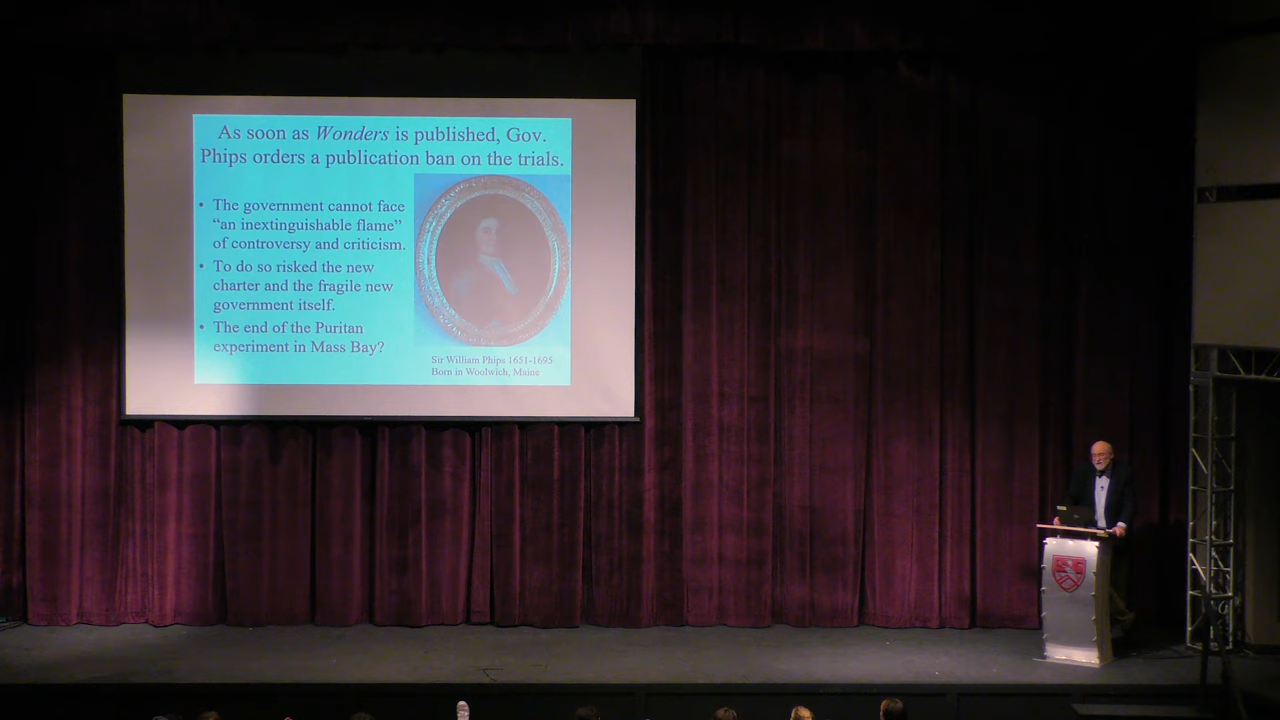 As soon as Wonders is published, Gov.
Phips orders a publication ban on the trials.
• The government cannot face
“an inextinguishable flame”
of controversy and criticism.
• To do so risked the new
charter and the fragile new
government itself.
• The end of the Puritan
experiment in Mass Bay?
Sir William Phips 1651-1695
Born in Woolwich, Maine